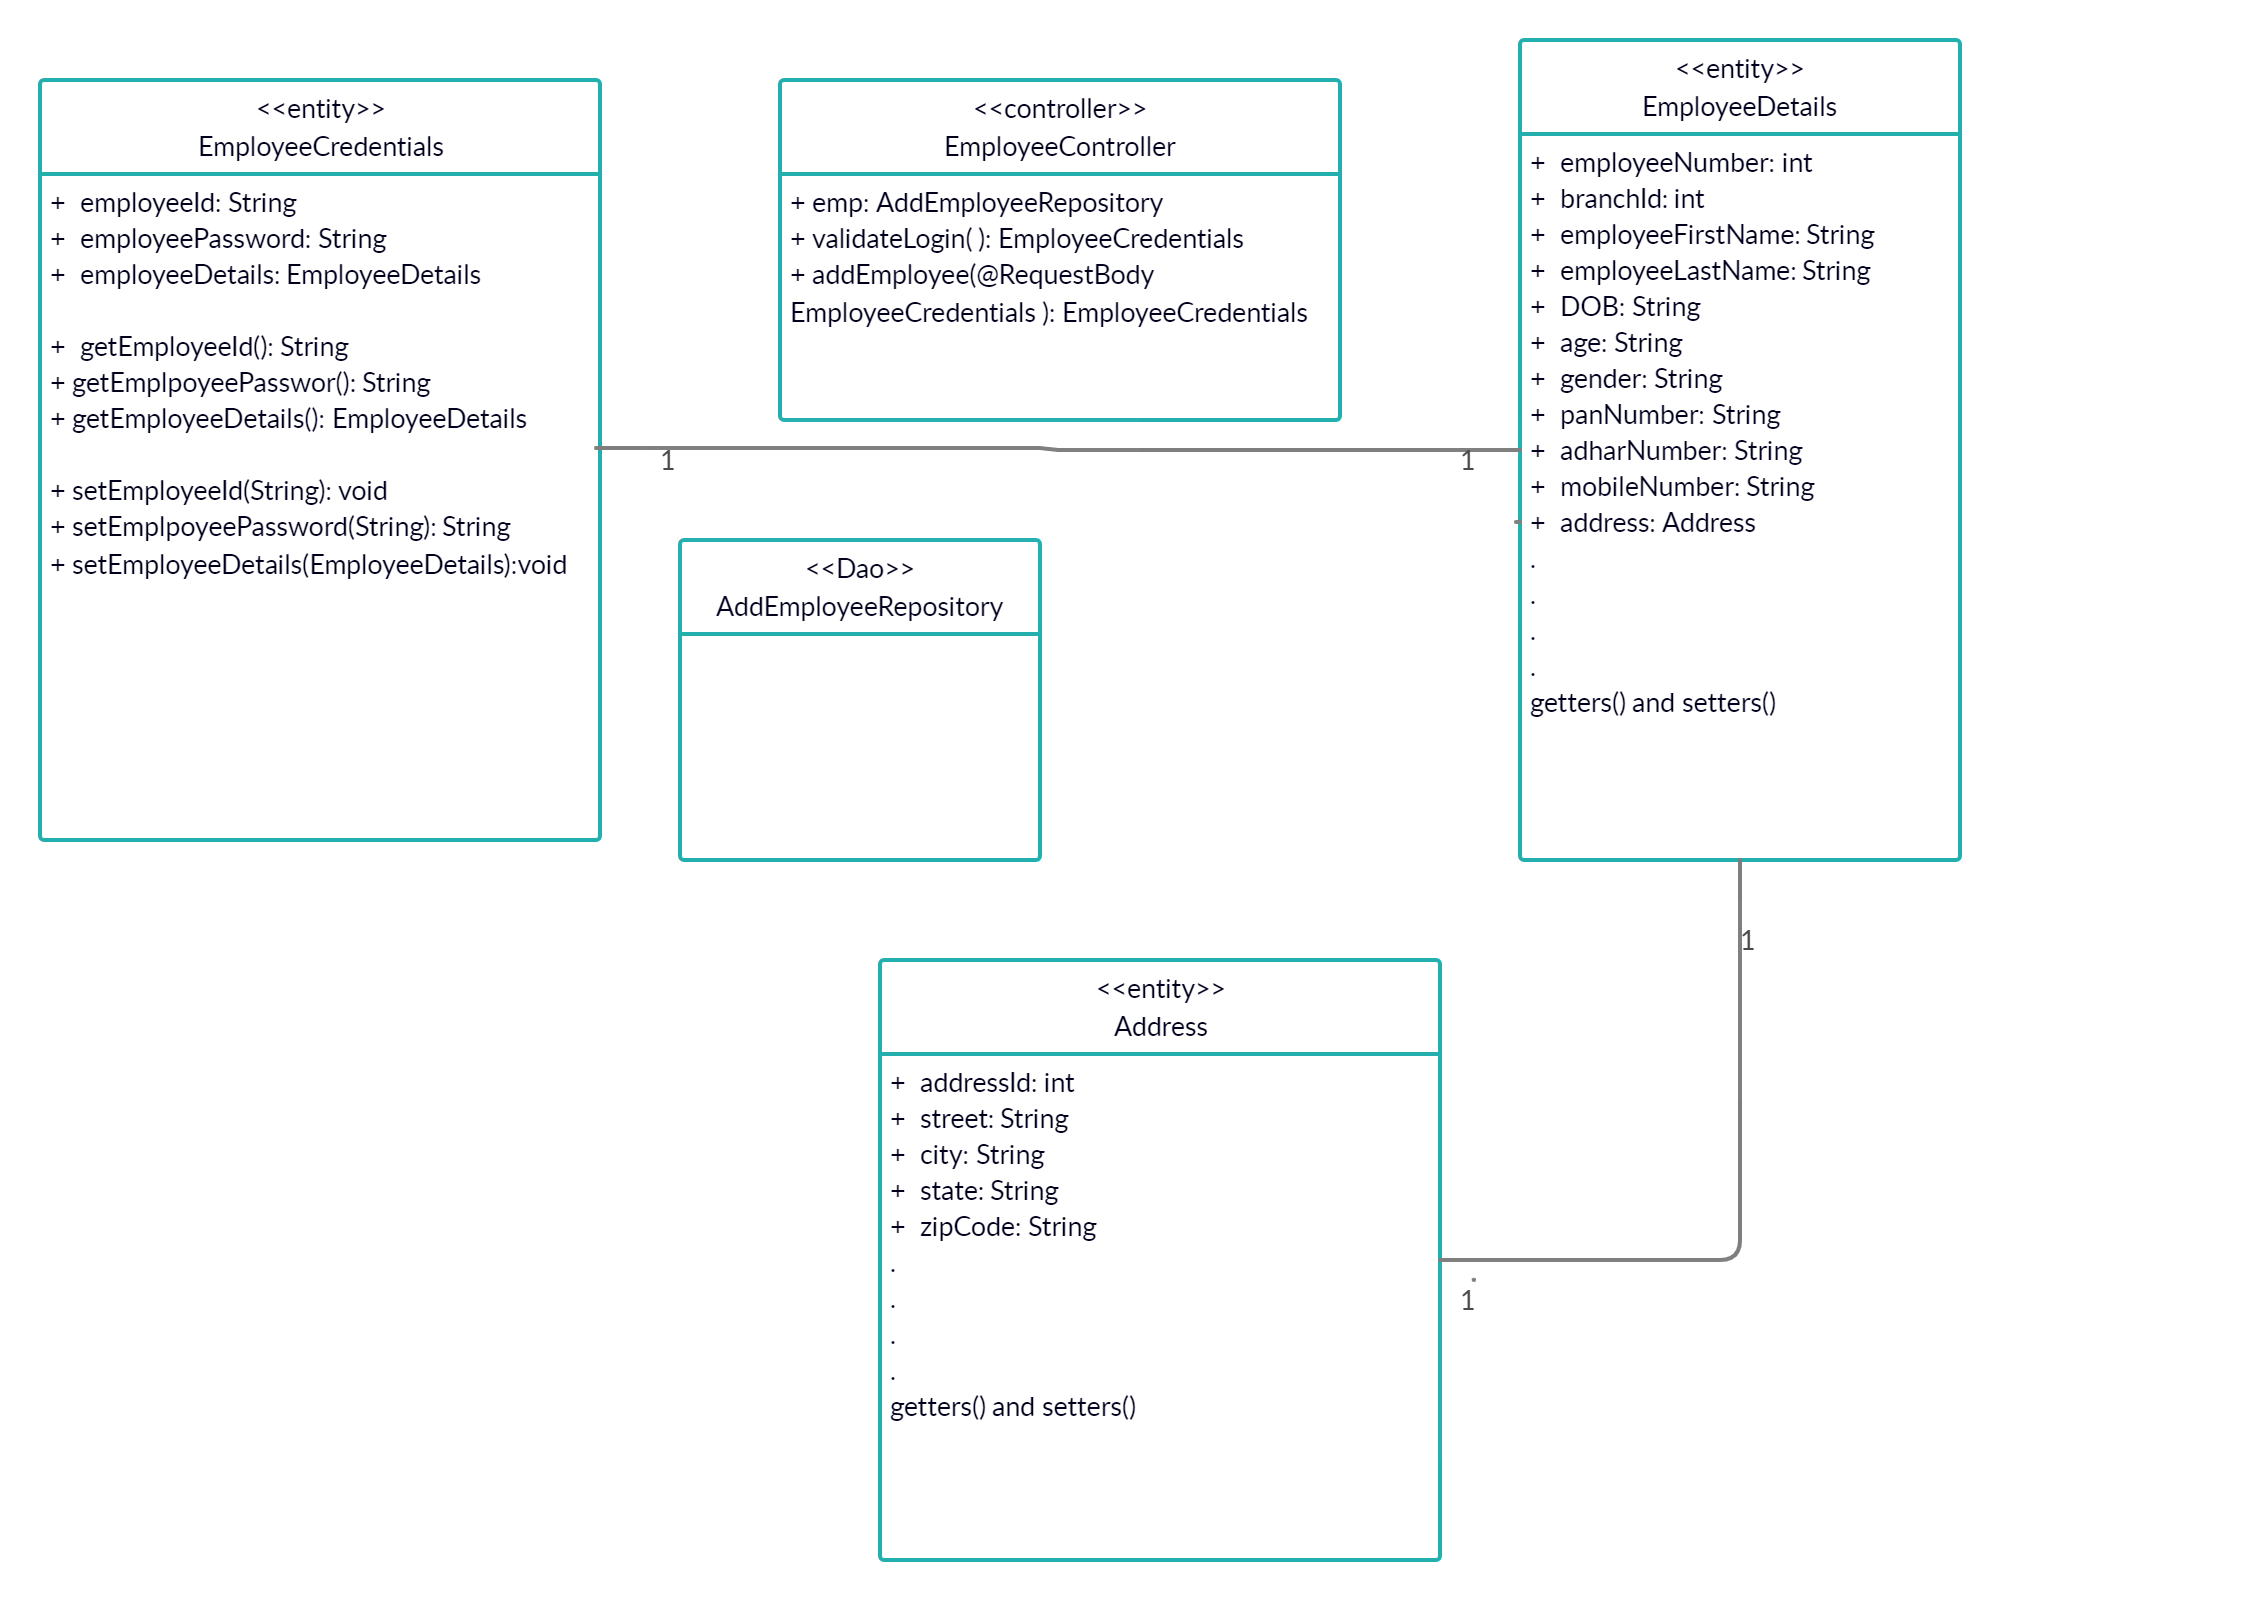 <<entity>>
EmployeeCredentials
+ employeeId: String
+ employeePassword: String
+ employeeDetails: EmployeeDetails
+ getEmployeeId(): String
+ getEmplpoyeePasswor(): String
+ getEmployeeDetails(): EmployeeDetails
+ setEmployeeId(String): void
+ setEmplpoyeePassword(String): String
+ setEmployeeDetails(EmployeeDetails):void
<<controller>>
EmployeeController
+ emp: AddEmployeeRepository
+ validateLogin( ): EmployeeCredentials
+ addEmployee(@RequestBody
EmployeeCredentials ): EmployeeCredentials
<<entity>>
EmployeeDetails
+ employeeNumber: int
+ branchId: int
+ employeeFirstName: String
+ employeeLastName: String
+ DOB: String
+ age: String
+ gender: String
+ panNumber: String
+ adharNumber: String
+ mobileNumber: String
+ address: Address
.
.
.
.
getters() and setters()
1
1
<<Dao>>
AddEmployeeRepository
1
<<entity>>
Address
+ addressId: int
+ street: String
+ city: String
+ state: String
+ zipCode: String
.
.
.
.
getters() and setters()
1